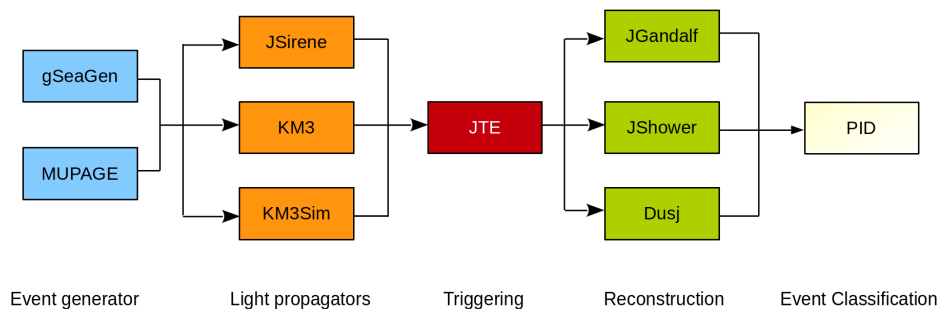 gSeaGen
MUPAGE
JSirene
KM3
KM3Sim
JTE
JGandalf
JShower
Dusj
PID
Event generator
Light propagators
Triggering
Reconstruction
Event Classification